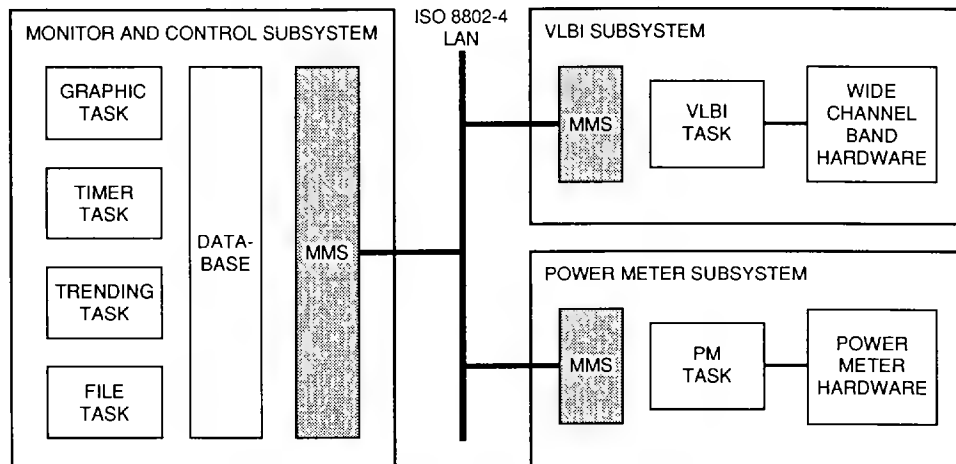 MONITOR AND CONTROL SUBSYSTEM
GRAPHIC
TASK
TIMER
TASK
TRENDING
TASK
FILE
TASK
DATA-
BASE
MMS
ISO 8802-4
LAN
VLBI SUBSYSTEM
MMS
VLBI
TASK
WIDE
CHANNEL
BAND
HARDWARE
POWER METER SUBSYSTEM
MMS
PM
TASK
POWER
METER
HARDWARE